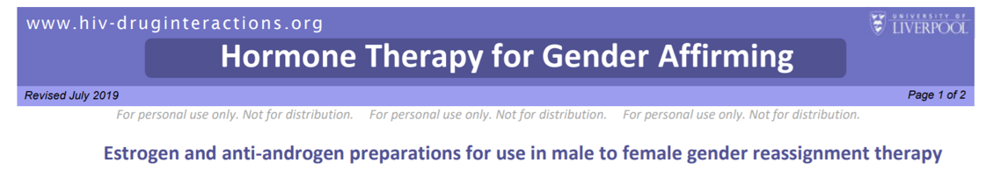 www.hiv-druginteractions.org
UNIVERSITY OF
LIVERPOOL
Hormone Therapy for Gender Affirming
Revised July 2019
Page 1 of 2
For personal use only. Not for distribution. For personal use only. Not for distribution. For personal use only. Not for distribution.
Estrogen and anti-androgen preparations for use in male to female gender reassignment therapy